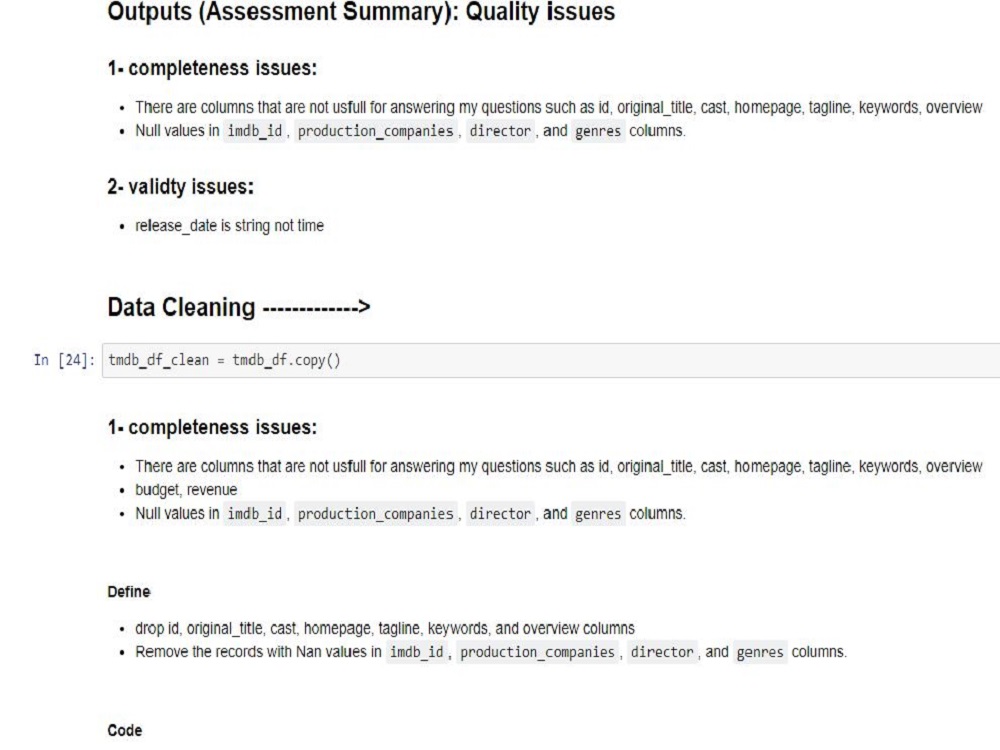 Outputs (Assessment Summary): Quality issues
1- completeness issues:
• There are columns that are not usfull for answering my questions such as id, original_title, cast, homepage, tagline, keywords, overview
• Null values in imdb_id, production_companies, director, and genres columns.
2- validty issues:
• release_date is string not time
Data Cleaning ------------->
In [24]: tmdb_df_clean = tmdb_df.copy()
1- completeness issues:
• There are columns that are not usfull for answering my questions such as id, original_title, cast, homepage, tagline, keywords, overview
• budget, revenue
• Null values in imdb_id, production_companies, director, and genres columns.
Define
• drop id, original_title, cast, homepage, tagline, keywords, and overview columns
• Remove the records with Nan values in imdb_id, production_companies, director, and genres columns.
Code